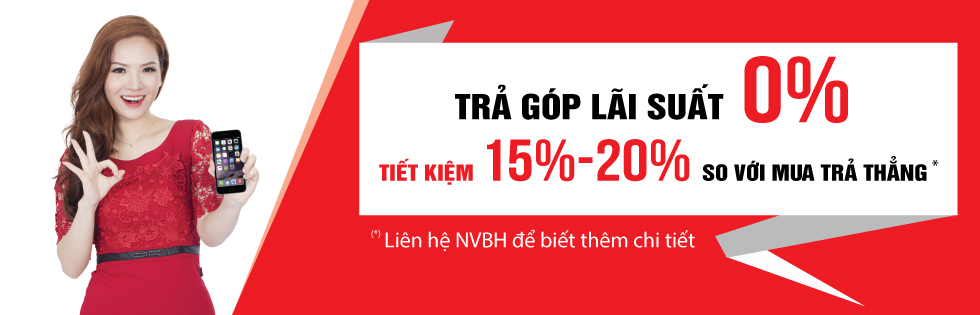 TRẢ GÓP LÃI SUẤT 0%
TIẾT KIỆM 15%-20% SO VỚI MUA TRẢ THẲNG *
(*) Liên hệ NVBH để biết thêm chi tiết